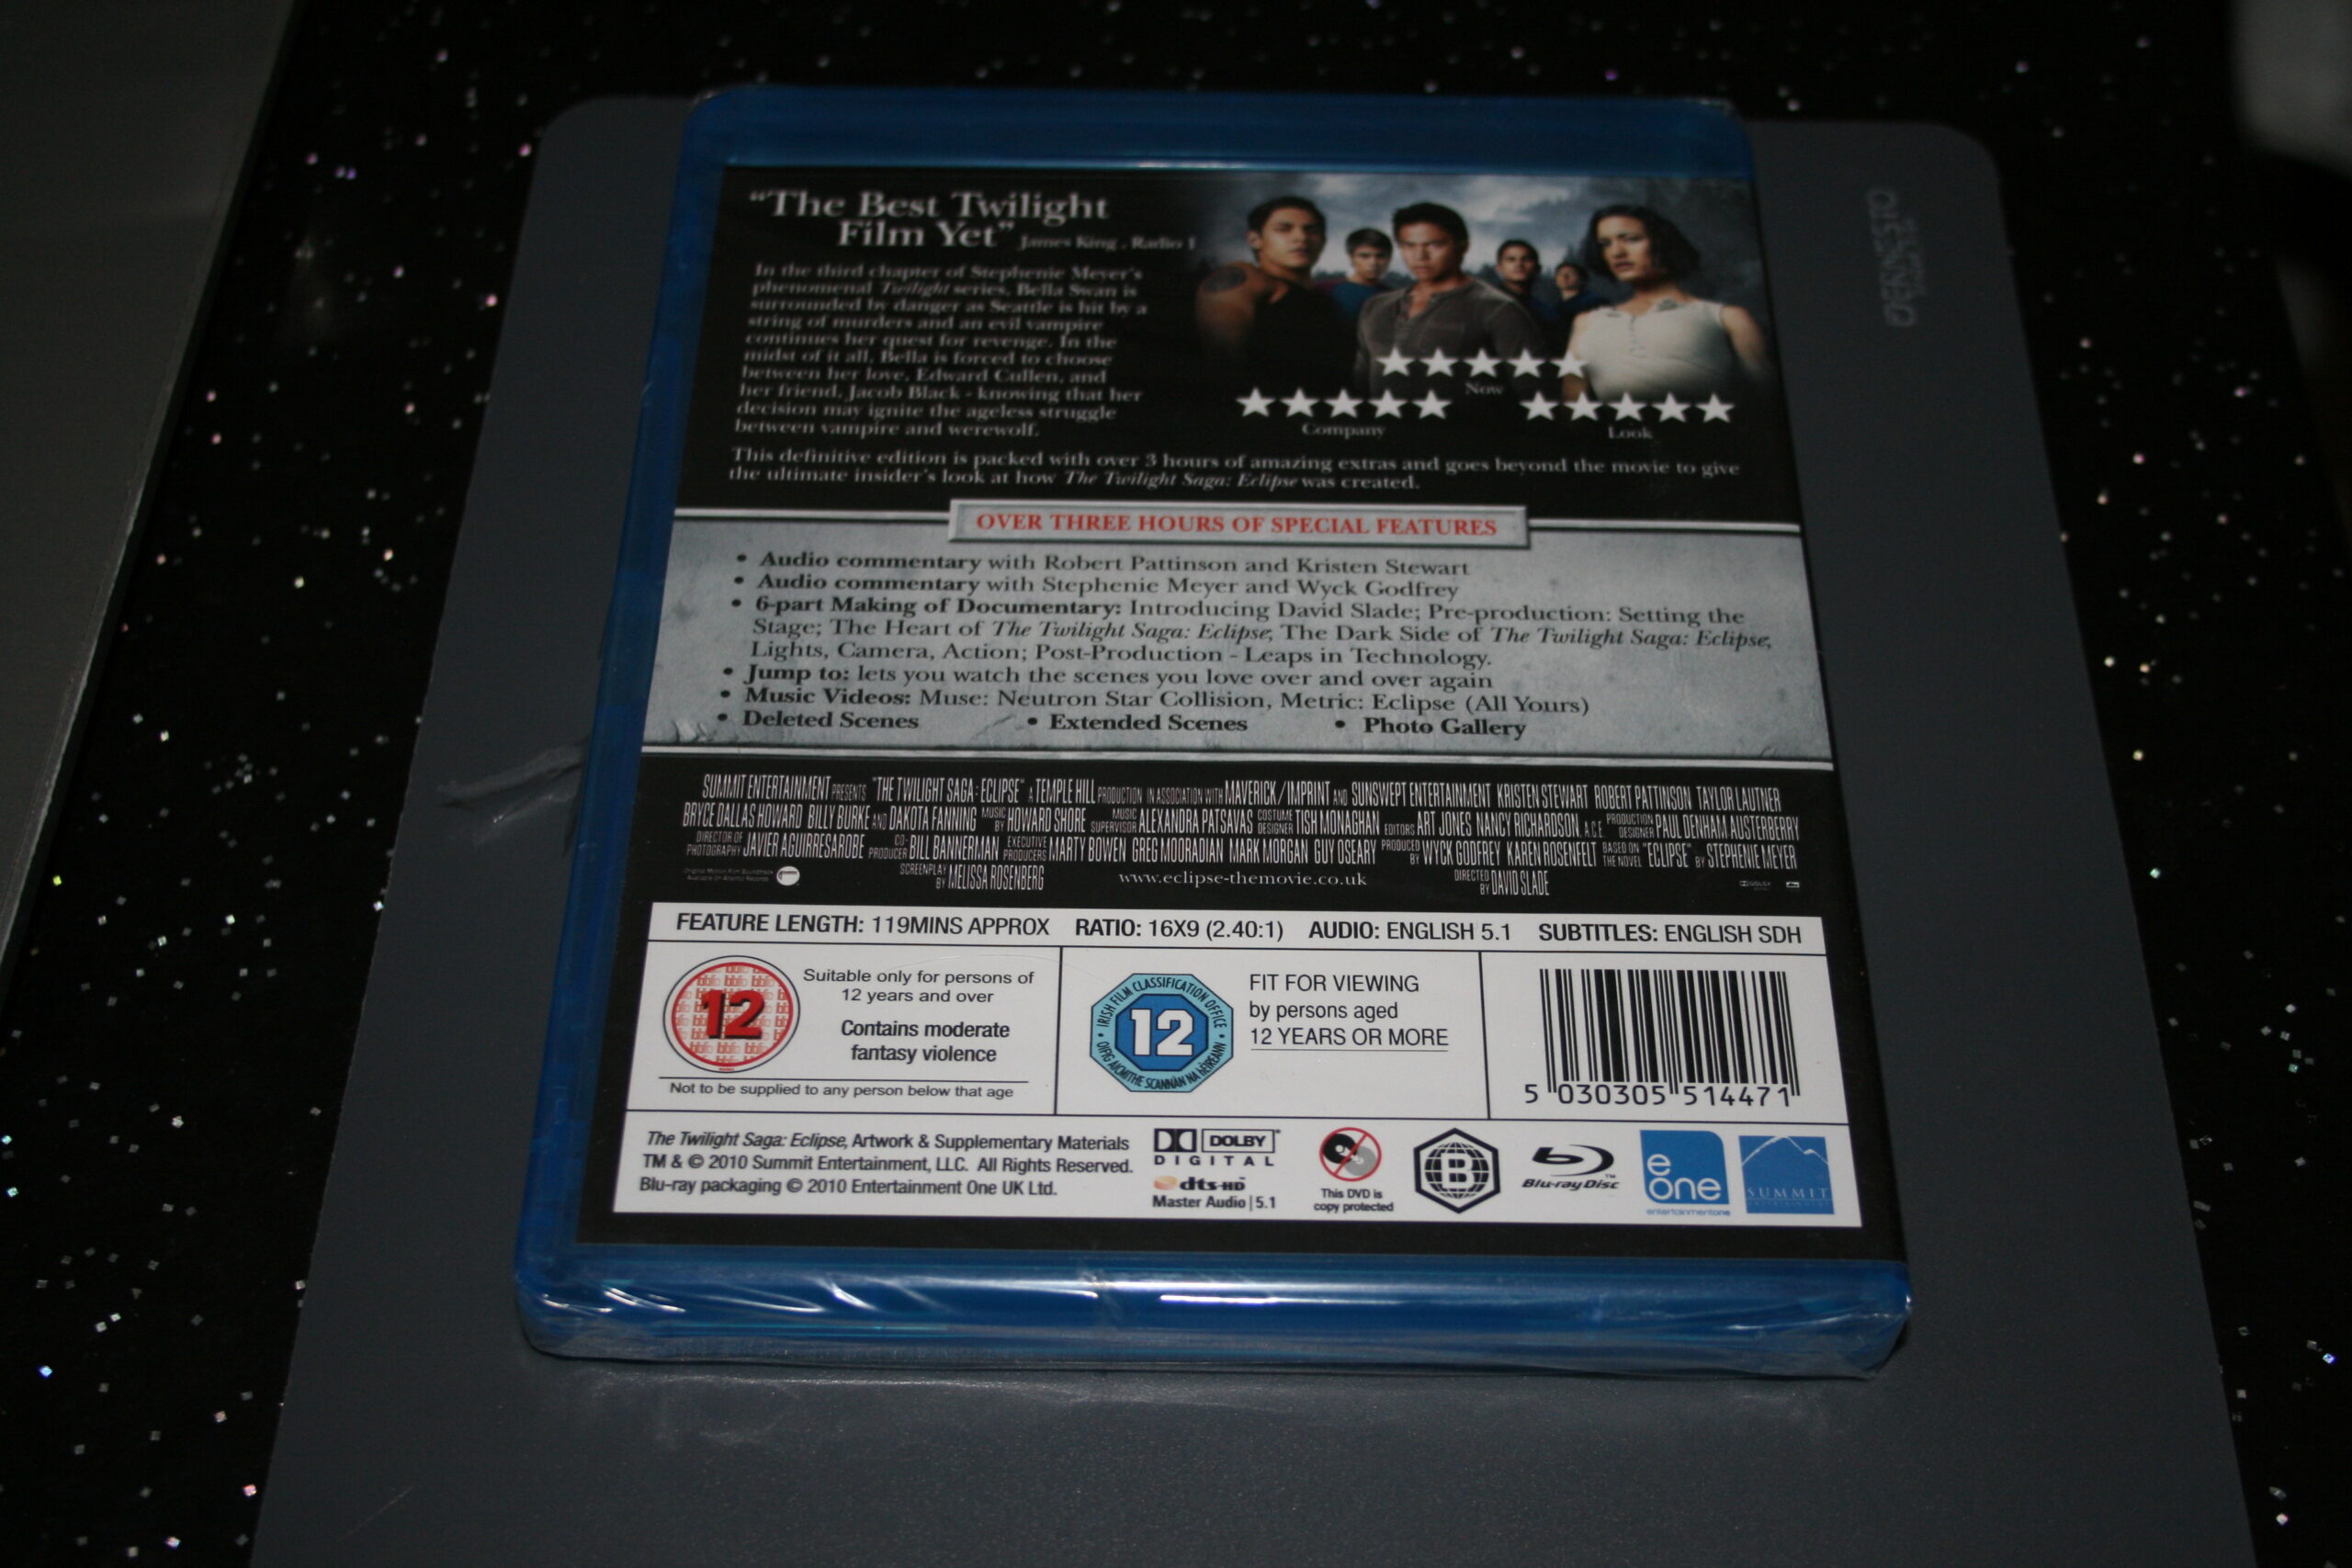 “The Best Twilight
Film Yet” James King . Radio 1
In the third chapter of Stephenie Meyer's
phenomenal Twilight series, Bella Swan is
surrounded by danger as Seattle is hit by a
string of murders and an evil vampire
continues her quest for revenge. In the
midst of it all, Bella is forced to choose
between her love, Edward Cullen, and
her friend, Jacob Black - knowing that her
decision may ignite the ageless struggle
between vampire and werewolf.
Now
Company
Look
This definitive edition is packed with over 3 hours of amazing extras and goes beyond the movie to give
the ultimate insider's look at how The Twilight Saga: Eclipse was created.
OVER THREE HOURS OF SPECIAL FEATURES
• Audio commentary with Robert Pattinson and Kristen Stewart
• Audio commentary with Stephenie Meyer and Wyck Godfrey
• 6-part Making of Documentary: Introducing David Slade; Pre-production: Setting the
Stage; The Heart of The Twilight Saga: Eclipse, The Dark Side of The Twilight Saga: Eclipse,
Lights, Camera, Action; Post-Production - Leaps in Technology.
• Jump to: lets you watch the scenes you love over and over again
• Music Videos: Muse: Neutron Star Collision, Metric: Eclipse (All Yours)
• Deleted Scenes • Extended Scenes • Photo Gallery
SUMMIT ENTERTAINMENT PRESENTS "THE TWILIGHT SAGA: ECLIPSE" A TEMPLE HILL PRODUCTION IN ASSOCIATION WITH MAVERICK/IMPRINT AND SUNSWEPT ENTERTAINMENT KRISTEN STEWART ROBERT PATTINSON TAYLOR LAUTNER
BRYCE DALLAS HOWARD BILLY BURKE AND DAKOTA FANNING MUSIC BY HOWARD SHORE MUSIC SUPERVISOR ALEXANDRA PATSAVAS COSTUME DESIGNER TISH MONAGHAN EDITORS ART JONES NANCY RICHARDSON, A.C.E. PRODUCTION DESIGNER PAUL DENHAM AUSTERBERRY
DIRECTOR OF PHOTOGRAPHY JAVIER AGUIRRESAROBE CO-PRODUCER BILL BANNERMAN EXECUTIVE PRODUCERS MARTY BOWEN GREG MOORADIAN MARK MORGAN GUY OSEARY PRODUCED BY WYCK GODFREY KAREN ROSENFELT BASED ON THE NOVEL "ECLIPSE" BY STEPHENIE MEYER
Original Motion Film Soundtrack
Available On Atlantic Records
SCREENPLAY BY MELISSA ROSENBERG www.eclipse-themovie.co.uk DIRECTED BY DAVID SLADE
FEATURE LENGTH: 119MINS APPROX RATIO: 16X9 (2.40:1) AUDIO: ENGLISH 5.1 SUBTITLES: ENGLISH SDH
12
Suitable only for persons of
12 years and over
Contains moderate
fantasy violence
Not to be supplied to any person below that age
IRISH FILM CLASSIFICATION OFFICE
12
OIFIG AICMITHE SCANNÁN NA hÉIREANN
FIT FOR VIEWING
by persons aged
12 YEARS OR MORE
5 030305 514471
The Twilight Saga: Eclipse, Artwork & Supplementary Materials
TM & © 2010 Summit Entertainment, LLC. All Rights Reserved.
Blu-ray packaging © 2010 Entertainment One UK Ltd.
DOLBY
DIGITAL
dts-HD
Master Audio | 5.1
This DVD is
copy protected
B
Blu-ray Disc™
e one
entertainmentone
SUMMIT
ENTERTAINMENT